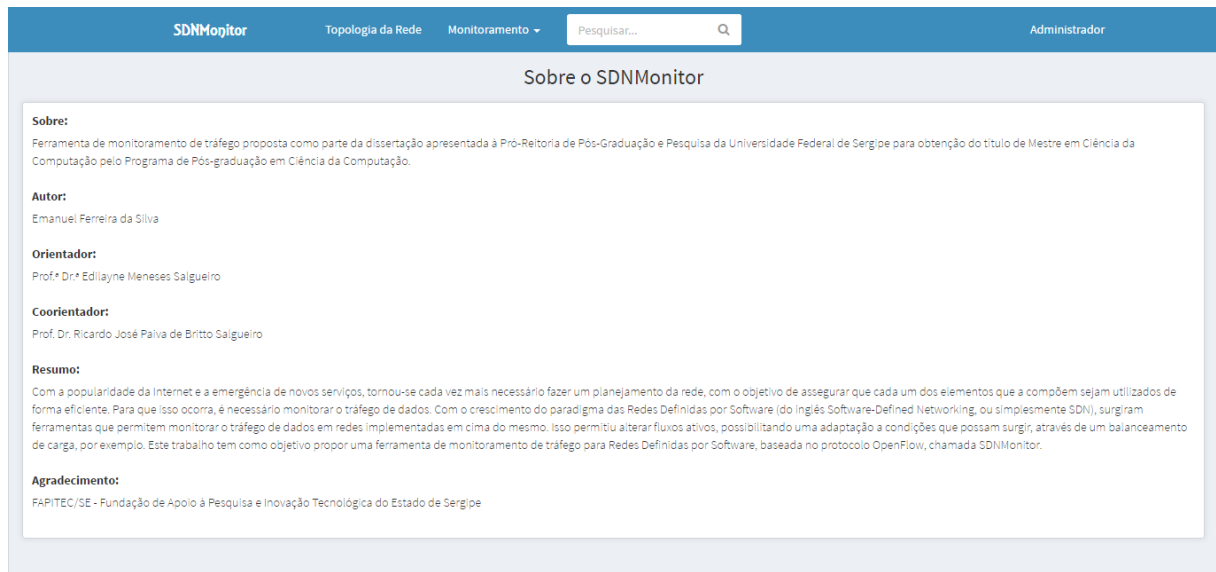 SDNMonitor Topologia da Rede Monitoramento Pesquisar... Administrador
Sobre o SDNMonitor
Sobre:
Ferramenta de monitoramento de tráfego proposta como parte da dissertação apresentada à Pró-Reitoria de Pós-Graduação e Pesquisa da Universidade Federal de Sergipe para obtenção do título de Mestre em Ciência da
Computação pelo Programa de Pós-graduação em Ciência da Computação.
Autor:
Emanuel Ferreira da Silva
Orientador:
Prof.ª Dr.ª Edilayne Meneses Salgueiro
Coorientador:
Prof. Dr. Ricardo José Paiva de Britto Salgueiro
Resumo:
Com a popularidade da Internet e a emergência de novos serviços, tornou-se cada vez mais necessário fazer um planejamento da rede, com o objetivo de assegurar que cada um dos elementos que a compõem sejam utilizados de
forma eficiente. Para que isso ocorra, é necessário monitorar o tráfego de dados. Com o crescimento do paradigma das Redes Definidas por Software (do inglês Software-Defined Networking, ou simplesmente SDN), surgiram
ferramentas que permitem monitorar o tráfego de dados em redes implementadas em cima do mesmo. Isso permitiu alterar fluxos ativos, possibilitando uma adaptação a condições que possam surgir, através de um balanceamento
de carga, por exemplo. Este trabalho tem como objetivo propor uma ferramenta de monitoramento de tráfego para Redes Definidas por Software, baseada no protocolo OpenFlow, chamada SDNMonitor.
Agradecimento:
FAPITEC/SE - Fundação de Apoio à Pesquisa e Inovação Tecnológica do Estado de Sergipe